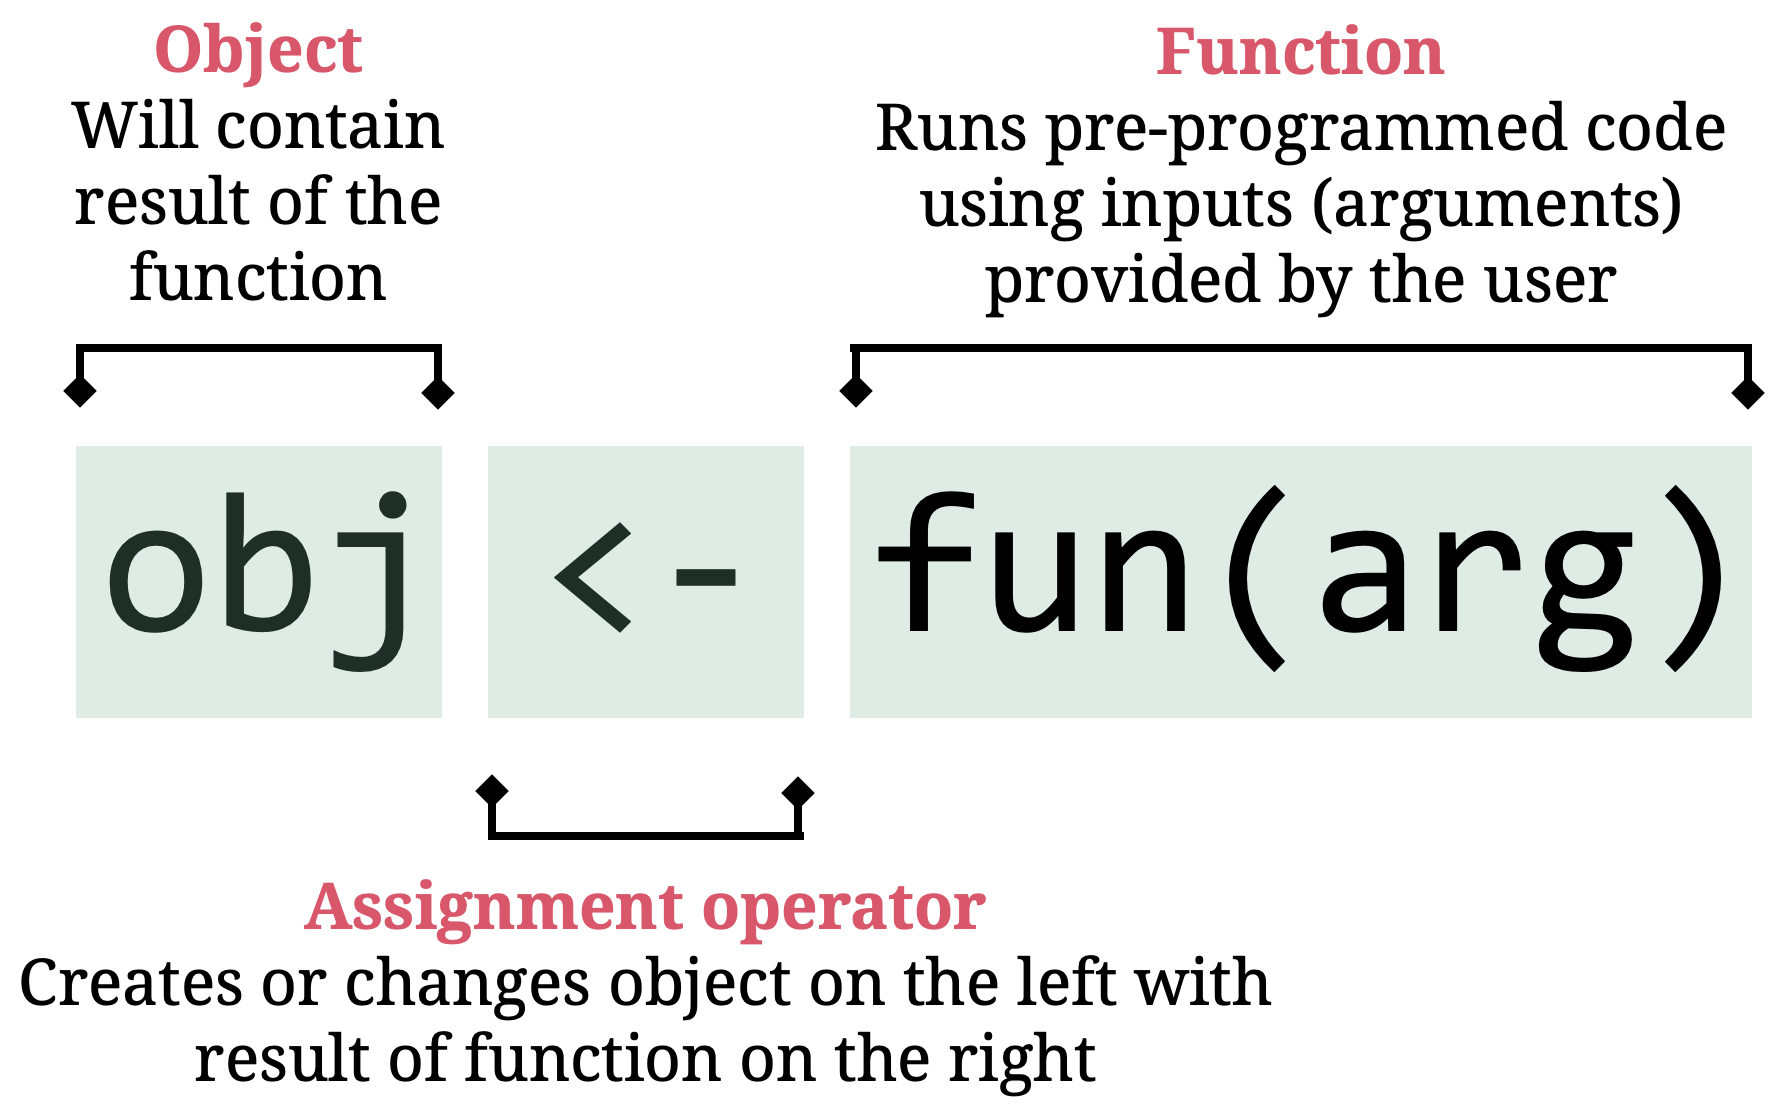 Object
Will contain
result of the
function
Function
Runs pre-programmed code
using inputs (arguments)
provided by the user
obj <- fun(arg)
Assignment operator
Creates or changes object on the left with
result of function on the right